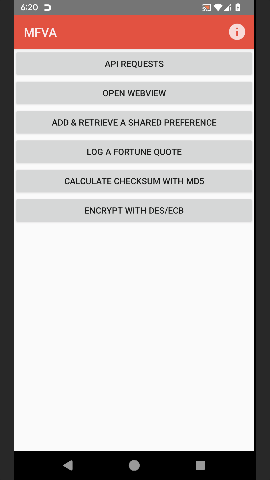 6:20
MFVA
API REQUESTS
OPEN WEBVIEW
ADD & RETRIEVE A SHARED PREFERENCE
LOG A FORTUNE QUOTE
CALCULATE CHECKSUM WITH MD5
ENCRYPT WITH DES/ECB